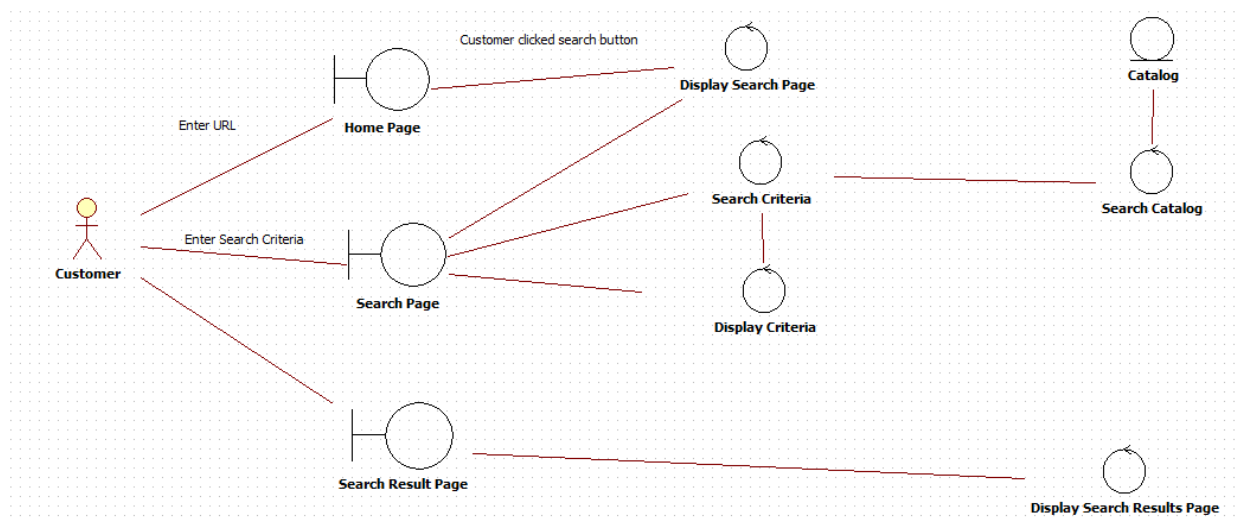 Customer clicked search button
Display Search Page
Catalog
Enter URL
Home Page
Search Criteria
Search Catalog
Enter Search Criteria
Customer
Search Page
Display Criteria
Search Result Page
Display Search Results Page